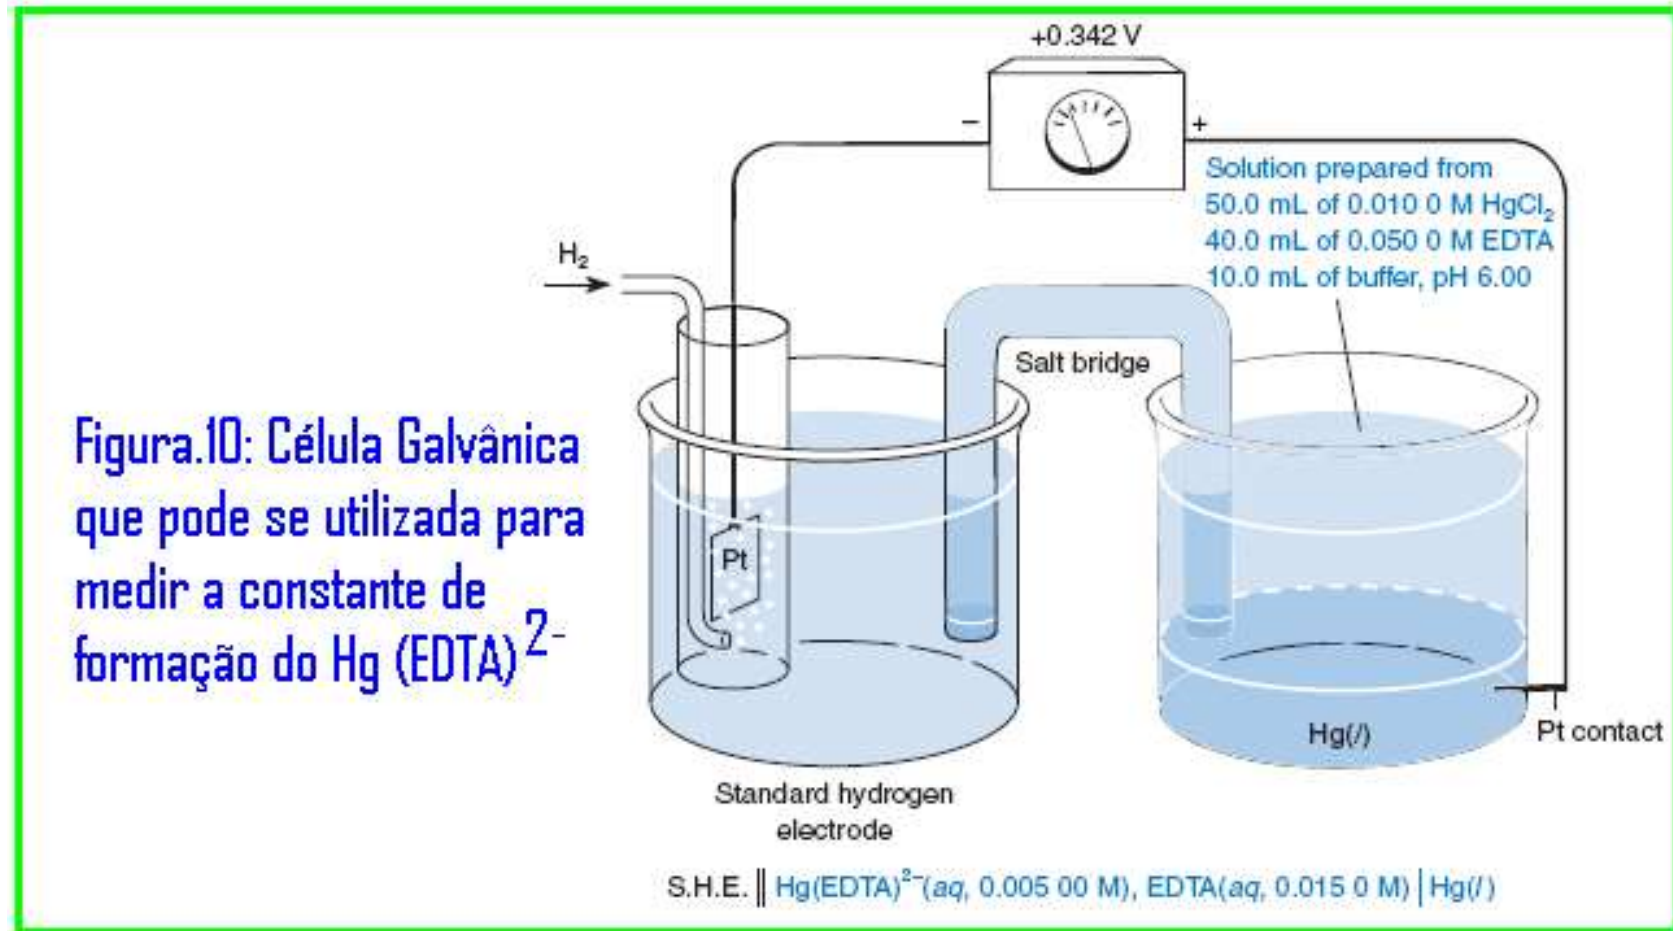 +0.342 V
−
+
Solution prepared from
50.0 mL of 0.010 0 M HgCl₂
40.0 mL of 0.050 0 M EDTA
10.0 mL of buffer, pH 6.00
H₂
Salt bridge
Figura.10: Célula Galvânica
que pode se utilizada para
medir a constante de
formação do Hg (EDTA)²⁻
Pt
Hg(l)
Pt contact
Standard hydrogen
electrode
S.H.E. || Hg(EDTA)²⁻(aq, 0.005 00 M), EDTA(aq, 0.015 0 M) | Hg(l)